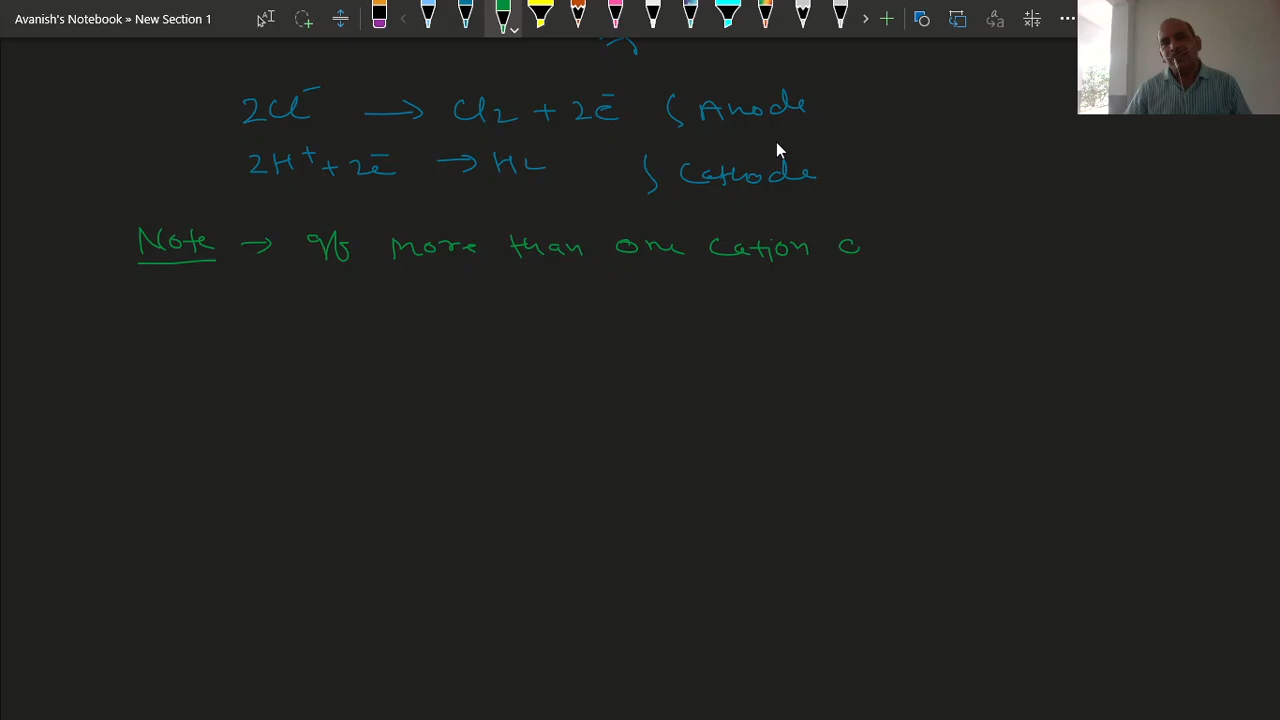 Avanish's Notebook » New Section 1
2Cl⁻ → Cl2 + 2e⁻ Anode
2H⁺ + 2e⁻ → H2 Cathode
Note → If more than one cation o